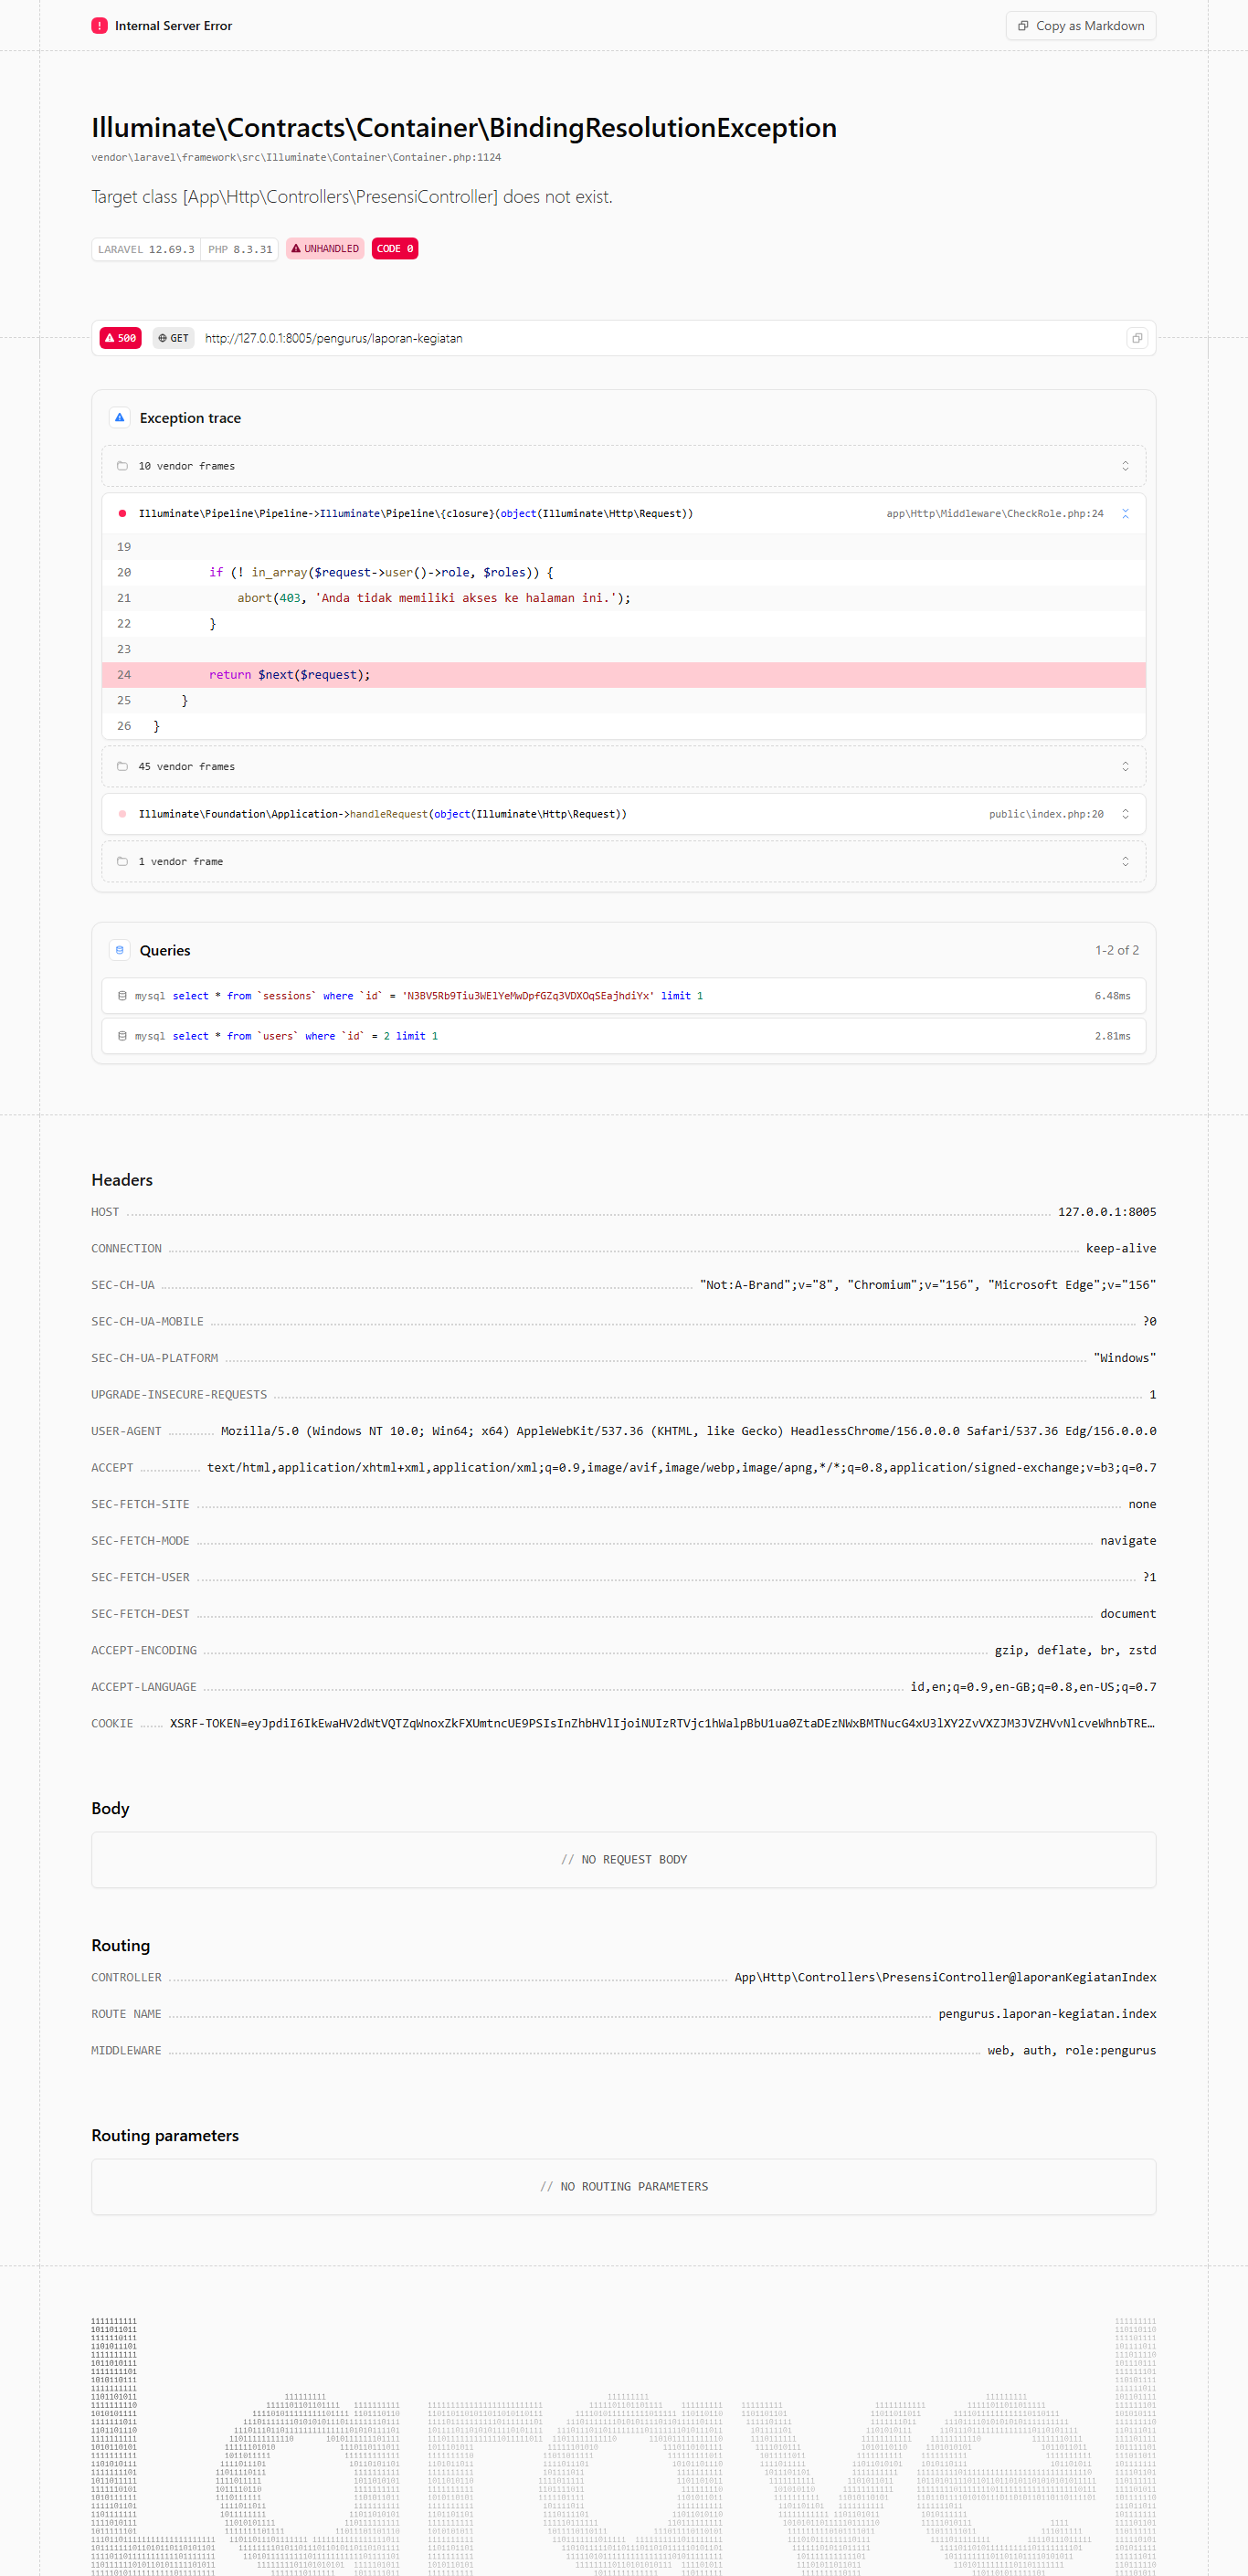 Internal Server Error
Copy as Markdown
Illuminate\Contracts\Container\BindingResolutionException
vendor\laravel\framework\src\Illuminate\Container\Container.php:1124
Target class [App\Http\Controllers\PresensiController] does not exist.
LARAVEL 12.69.3 PHP 8.3.31 UNHANDLED CODE 0
500 GET http://127.0.0.1:8005/pengurus/laporan-kegiatan
Exception trace
10 vendor frames
Illuminate\Pipeline\Pipeline->Illuminate\Pipeline\{closure}(object(Illuminate\Http\Request)) app\Http\Middleware\CheckRole.php:24
19
20 if (! in_array($request->user()->role, $roles)) {
21 abort(403, 'Anda tidak memiliki akses ke halaman ini.');
22 }
23
24 return $next($request);
25 }
26 }
45 vendor frames
Illuminate\Foundation\Application->handleRequest(object(Illuminate\Http\Request)) public\index.php:20
1 vendor frame
Queries 1-2 of 2
mysql select * from `sessions` where `id` = 'N3BV5Rb9Tiu3WElYeMwDpfGZq3VDXOqSEajhdiYx' limit 1 6.48ms
mysql select * from `users` where `id` = 2 limit 1 2.81ms
Headers
HOST 127.0.0.1:8005
CONNECTION keep-alive
SEC-CH-UA "Not:A-Brand";v="8", "Chromium";v="156", "Microsoft Edge";v="156"
SEC-CH-UA-MOBILE ?0
SEC-CH-UA-PLATFORM "Windows"
UPGRADE-INSECURE-REQUESTS 1
USER-AGENT Mozilla/5.0 (Windows NT 10.0; Win64; x64) AppleWebKit/537.36 (KHTML, like Gecko) HeadlessChrome/156.0.0.0 Safari/537.36 Edg/156.0.0.0
ACCEPT text/html,application/xhtml+xml,application/xml;q=0.9,image/avif,image/webp,image/apng,*/*;q=0.8,application/signed-exchange;v=b3;q=0.7
SEC-FETCH-SITE none
SEC-FETCH-MODE navigate
SEC-FETCH-USER ?1
SEC-FETCH-DEST document
ACCEPT-ENCODING gzip, deflate, br, zstd
ACCEPT-LANGUAGE id,en;q=0.9,en-GB;q=0.8,en-US;q=0.7
COOKIE
Body
// NO REQUEST BODY
Routing
CONTROLLER App\Http\Controllers\PresensiController@laporanKegiatanIndex
ROUTE NAME pengurus.laporan-kegiatan.index
MIDDLEWARE web, auth, role:pengurus
Routing parameters
// NO ROUTING PARAMETERS